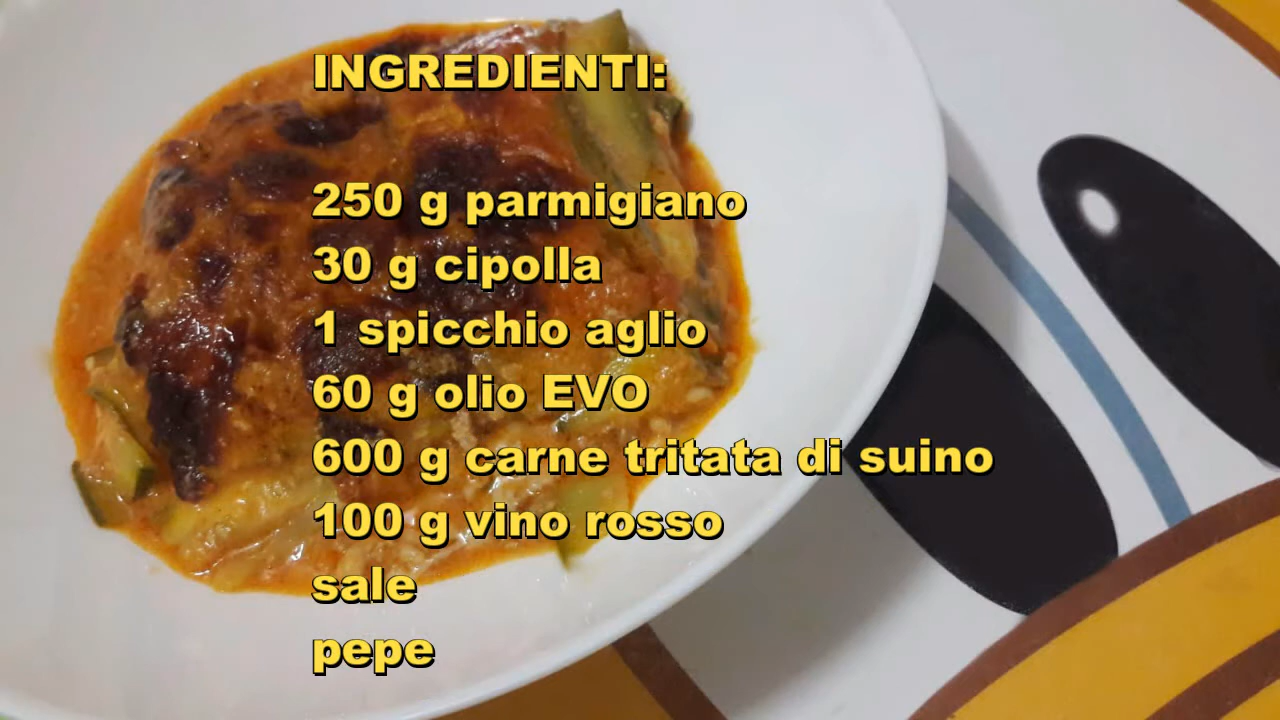 INGREDIENTI:
250 g parmigiano
30 g cipolla
1 spicchio aglio
60 g olio EVO
600 g carne tritata di suino
100 g vino rosso
sale
pepe